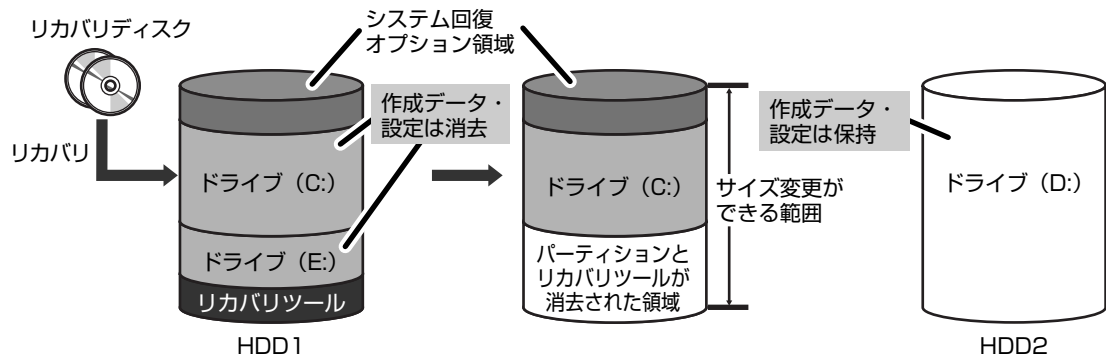 リカバリディスク
システム回復
オプション領域
作成データ・
設定は消去
リカバリ
ドライブ（C:）
ドライブ（E:）
リカバリツール
HDD1
ドライブ（C:）
パーティションと
リカバリツールが
消去された領域
サイズ変更が
できる範囲
作成データ・
設定は保持
ドライブ（D:）
HDD2